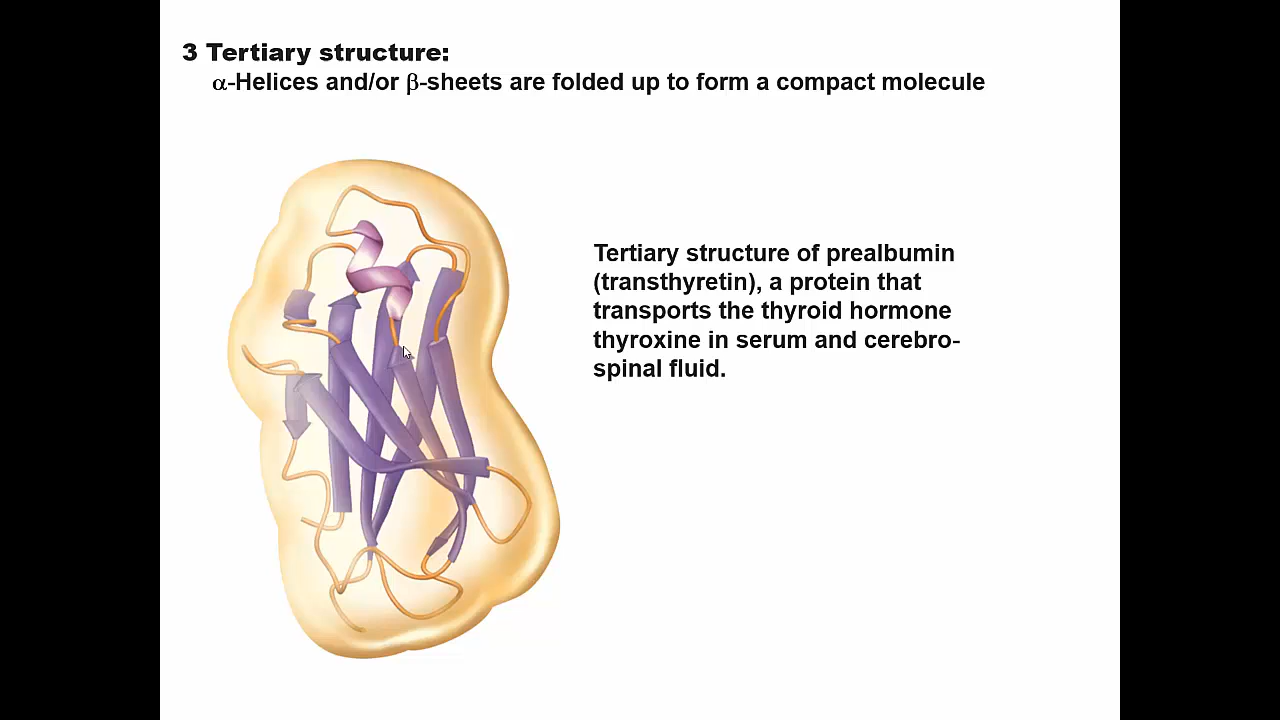 3 Tertiary structure:
α-Helices and/or β-sheets are folded up to form a compact molecule
Tertiary structure of prealbumin
(transthyretin), a protein that
transports the thyroid hormone
thyroxine in serum and cerebro-
spinal fluid.